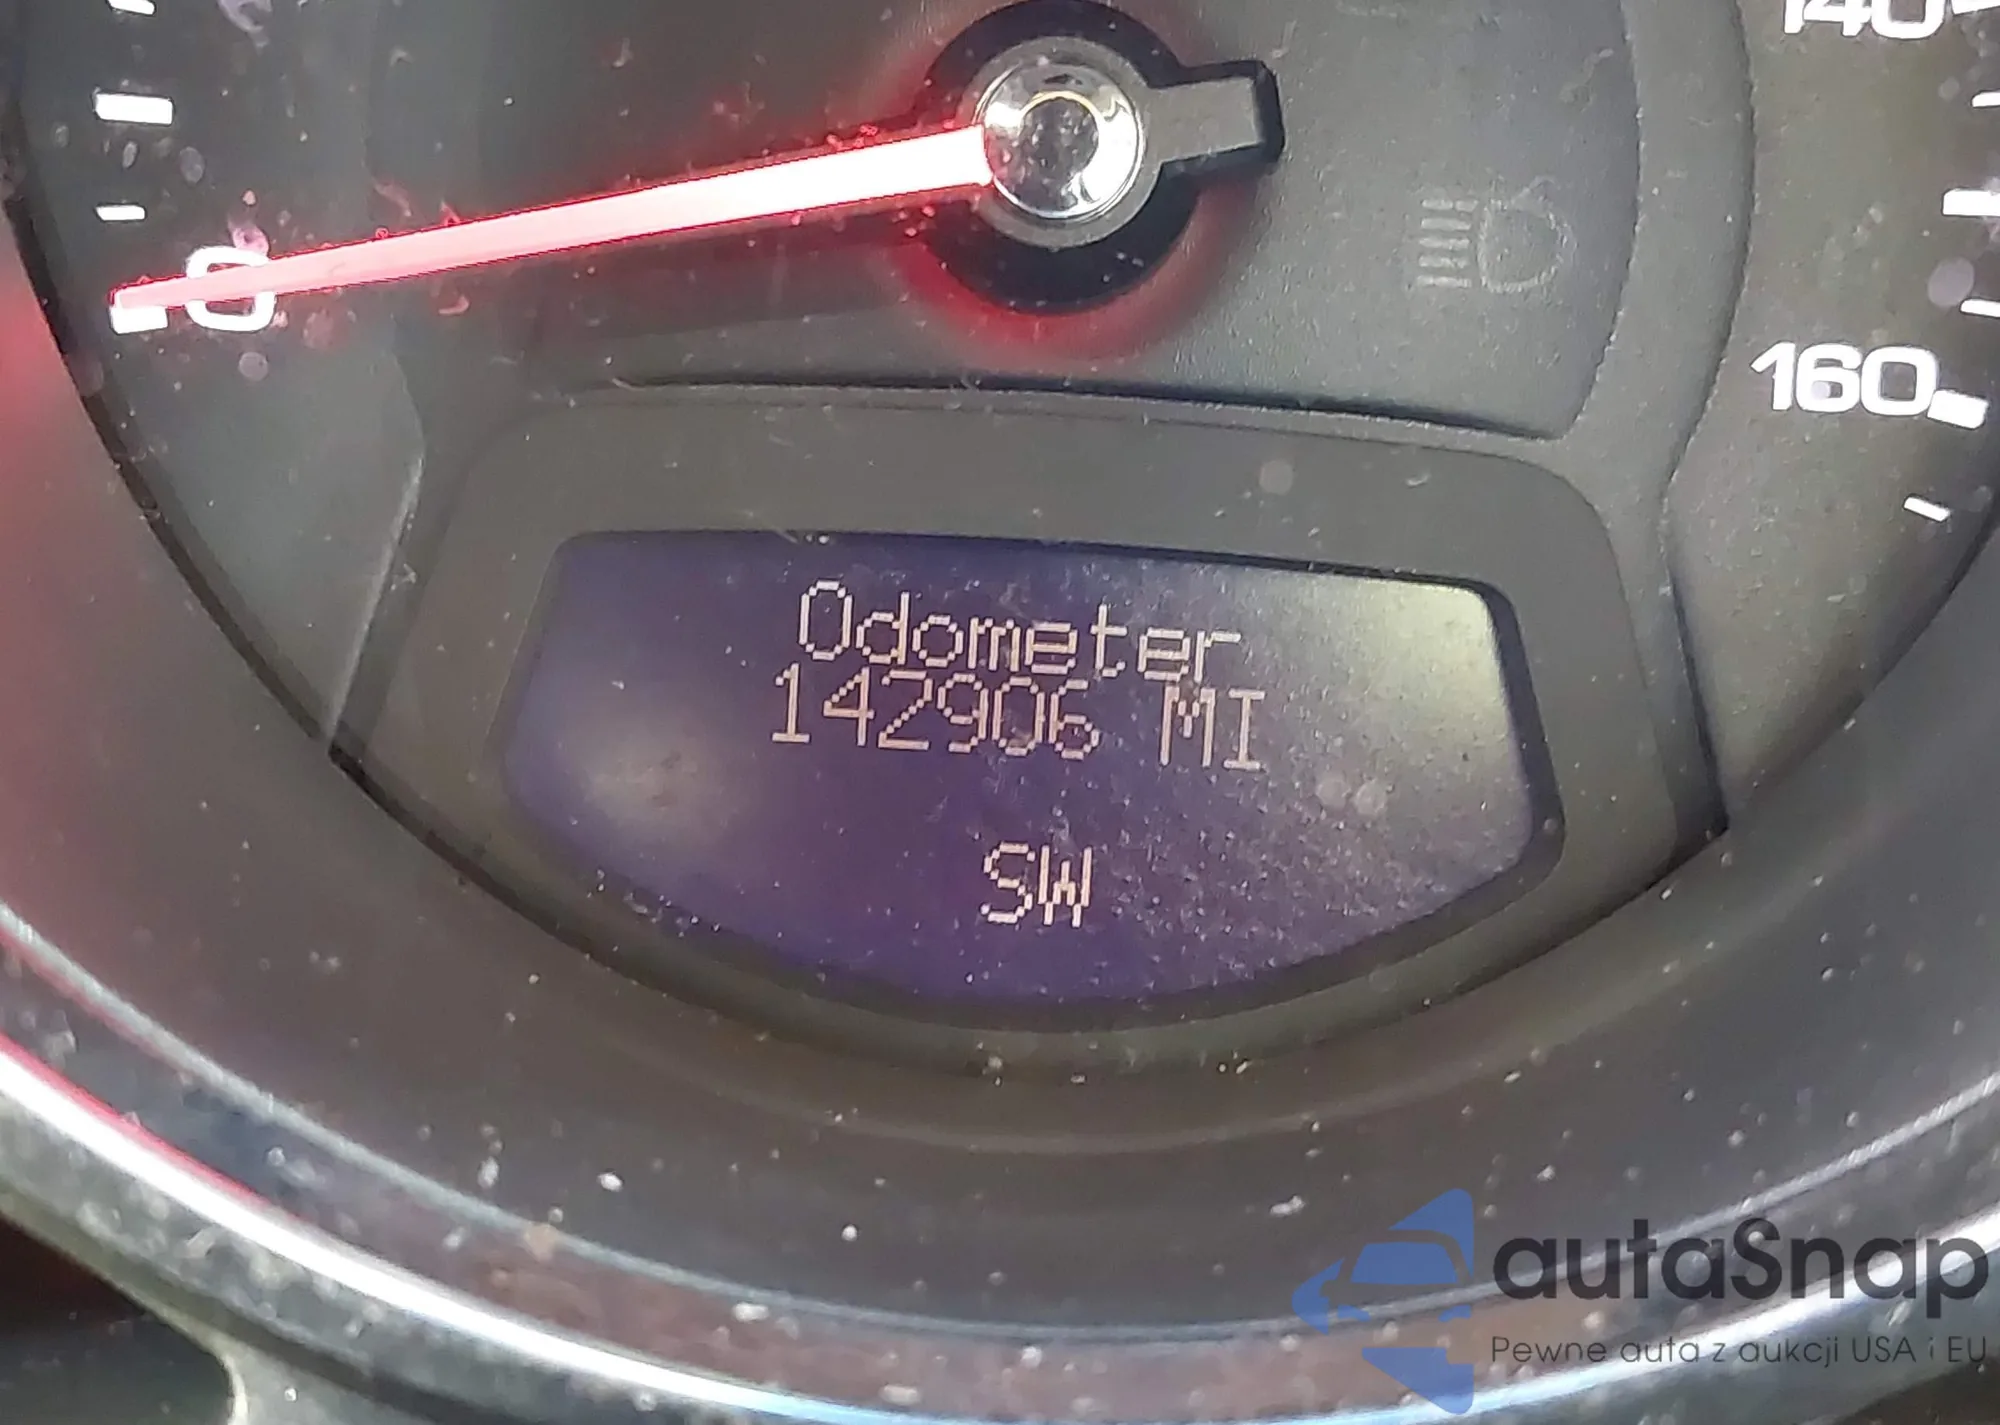 140
0
160
Odometer
142906 MI
SW
autaSnap
Pewne auta z aukcji USA i EU